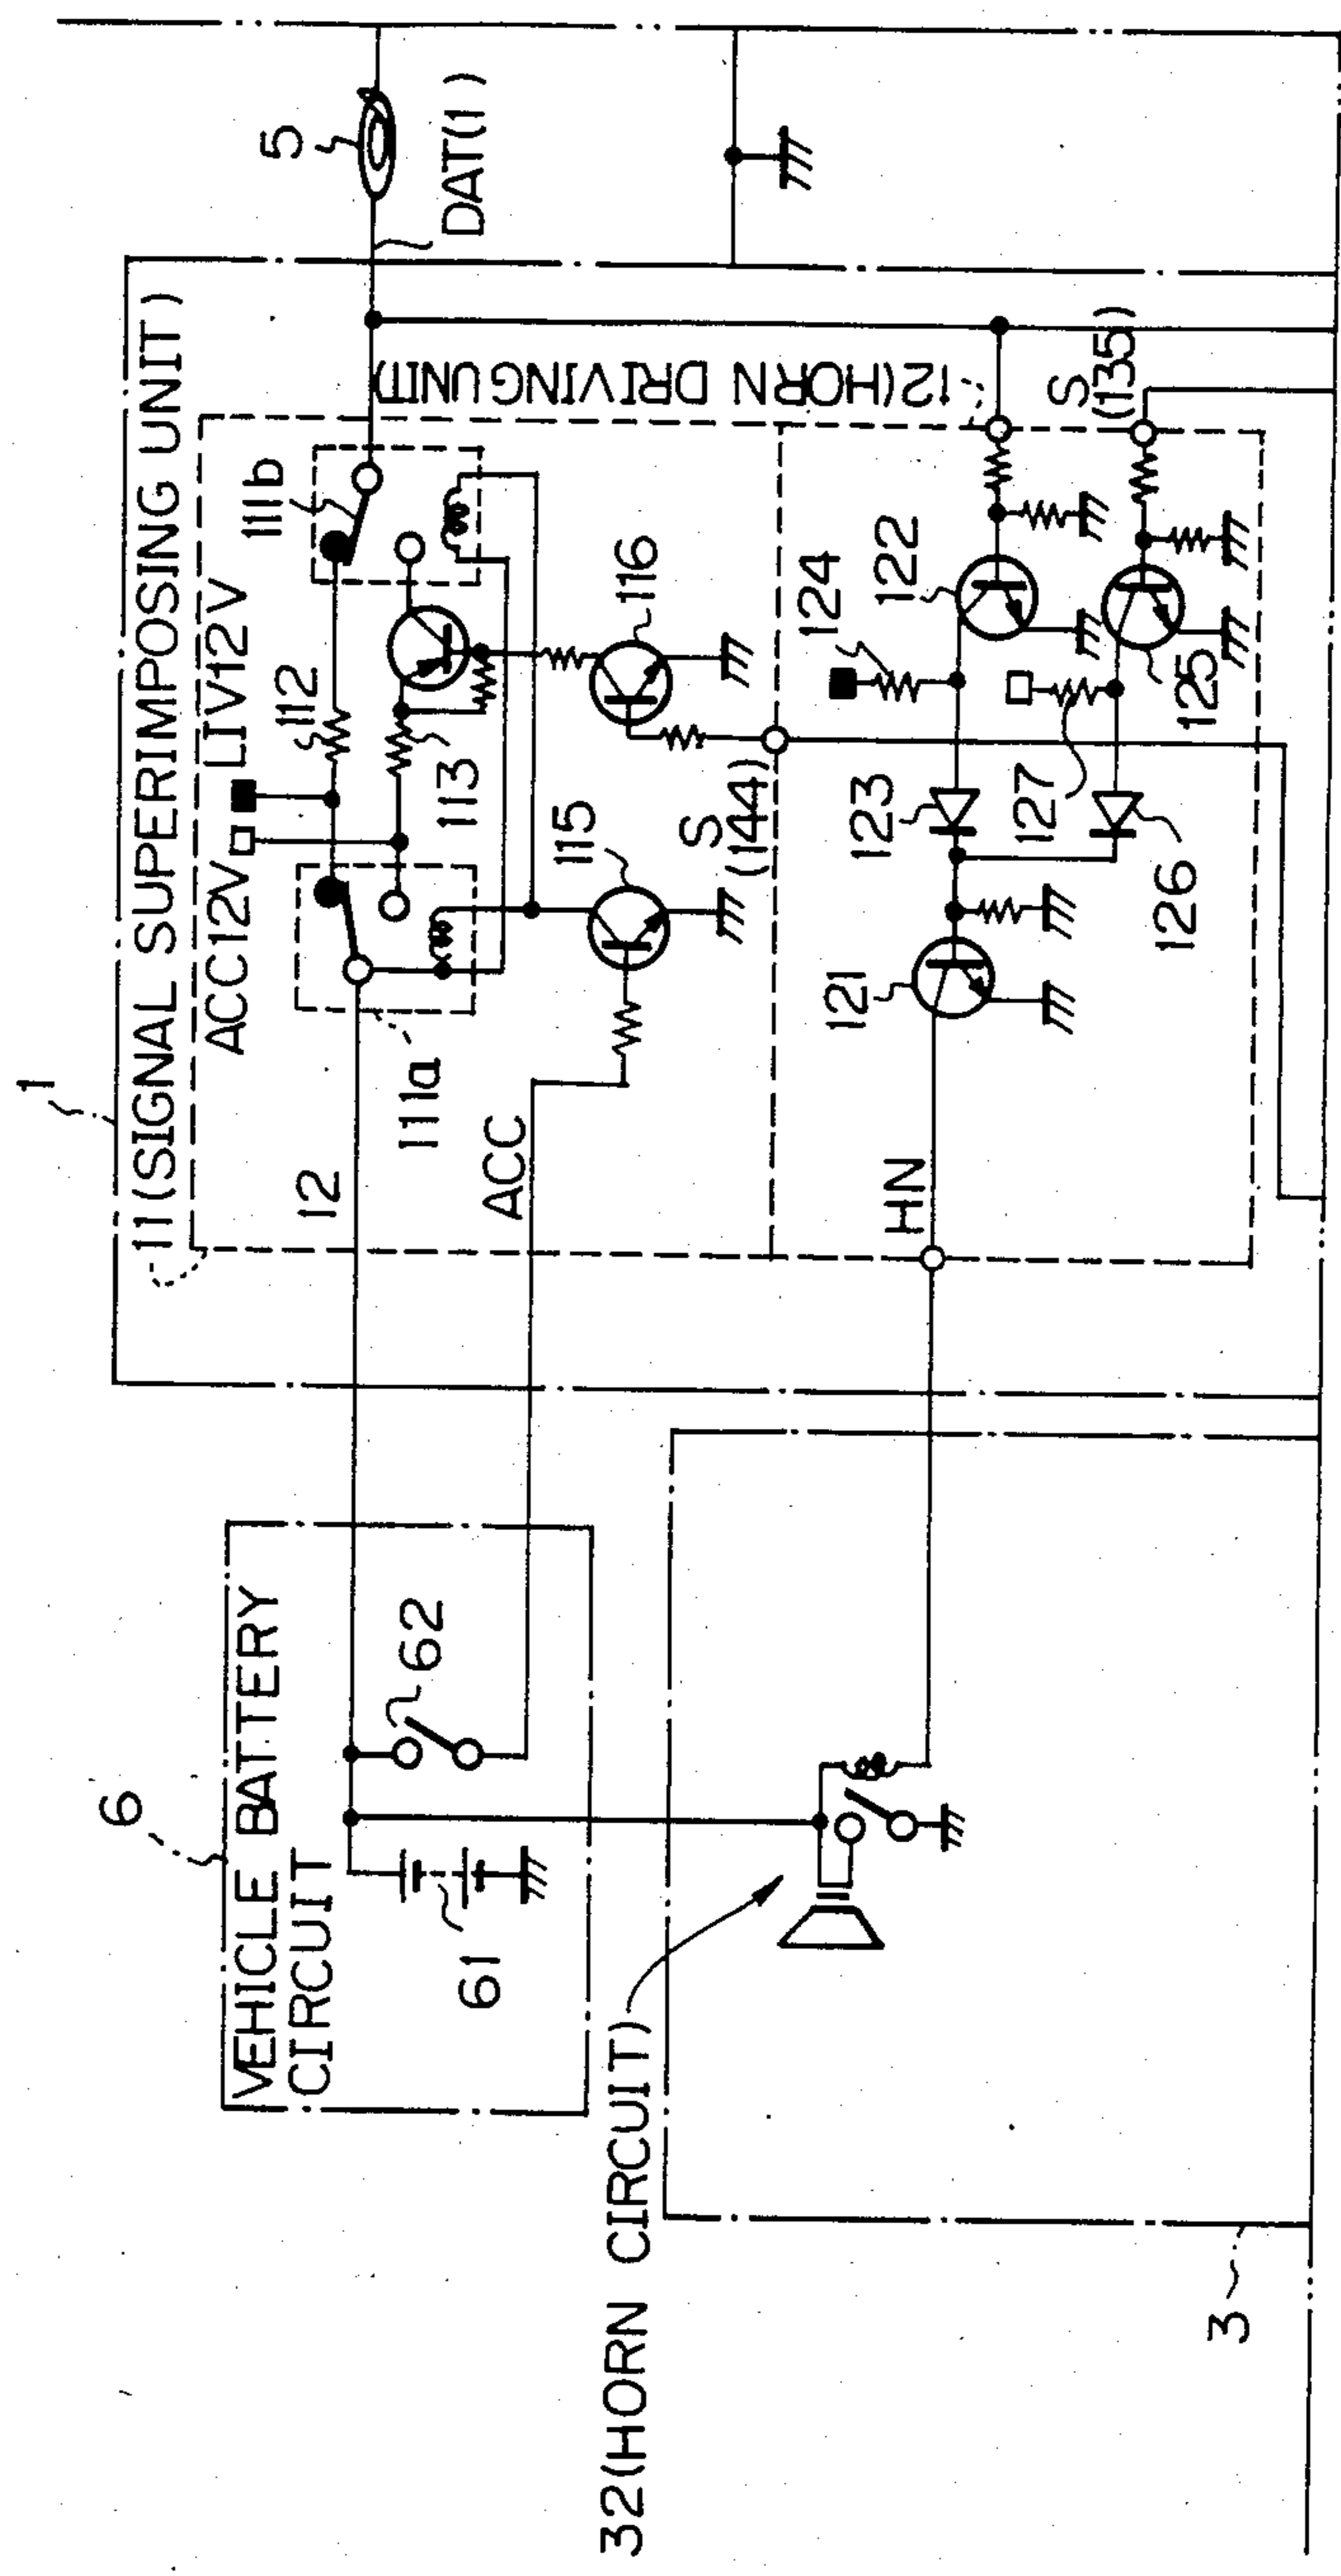 1
11(SIGNAL SUPERIMPOSING UNIT)
ACC12V
LIV12V
112
111b
5
DAT(1)
12
111a
113
115
116
ACC
S
(144)
12(HORN DRIVING UNIT)
HN
121
123
124
122
127
126
125
S
(135)
6
VEHICLE BATTERY
CIRCUIT
61
62
32(HORN CIRCUIT)
3